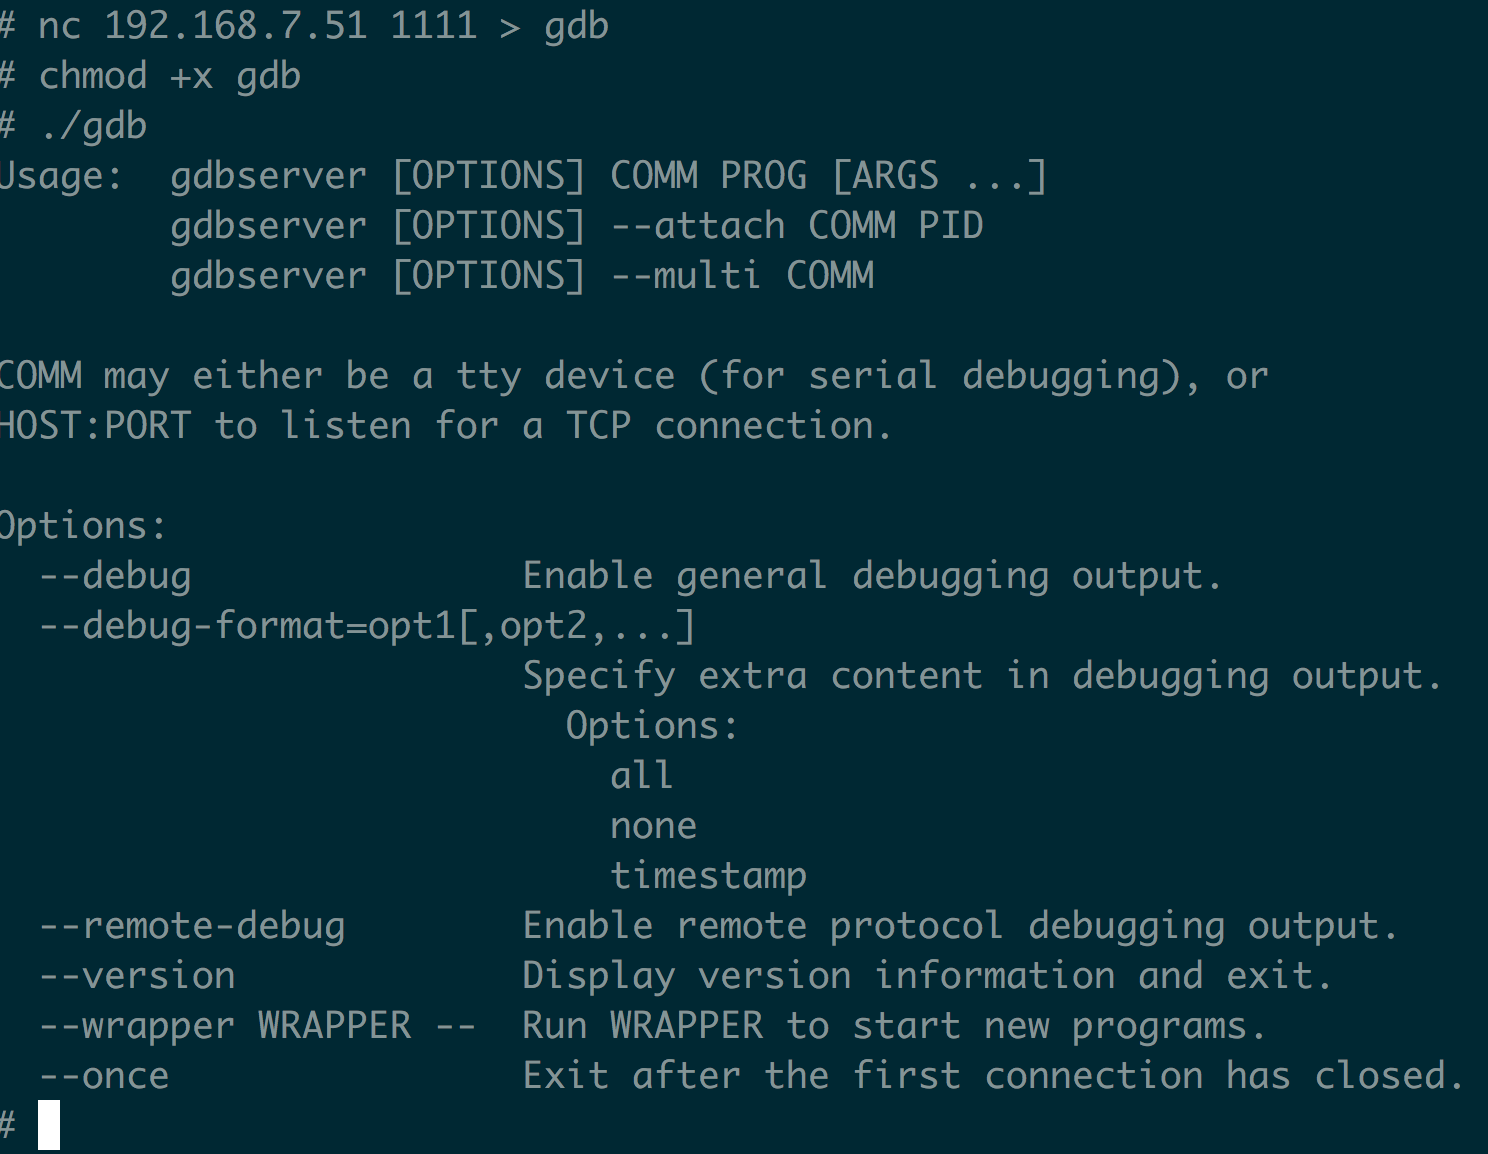 # nc 192.168.7.51 1111 > gdb
# chmod +x gdb
# ./gdb
Usage:  gdbserver [OPTIONS] COMM PROG [ARGS ...]
        gdbserver [OPTIONS] --attach COMM PID
        gdbserver [OPTIONS] --multi COMM

COMM may either be a tty device (for serial debugging), or
HOST:PORT to listen for a TCP connection.

Options:
  --debug               Enable general debugging output.
  --debug-format=opt1[,opt2,...]
                        Specify extra content in debugging output.
                          Options:
                            all
                            none
                            timestamp
  --remote-debug        Enable remote protocol debugging output.
  --version             Display version information and exit.
  --wrapper WRAPPER --  Run WRAPPER to start new programs.
  --once                Exit after the first connection has closed.
#